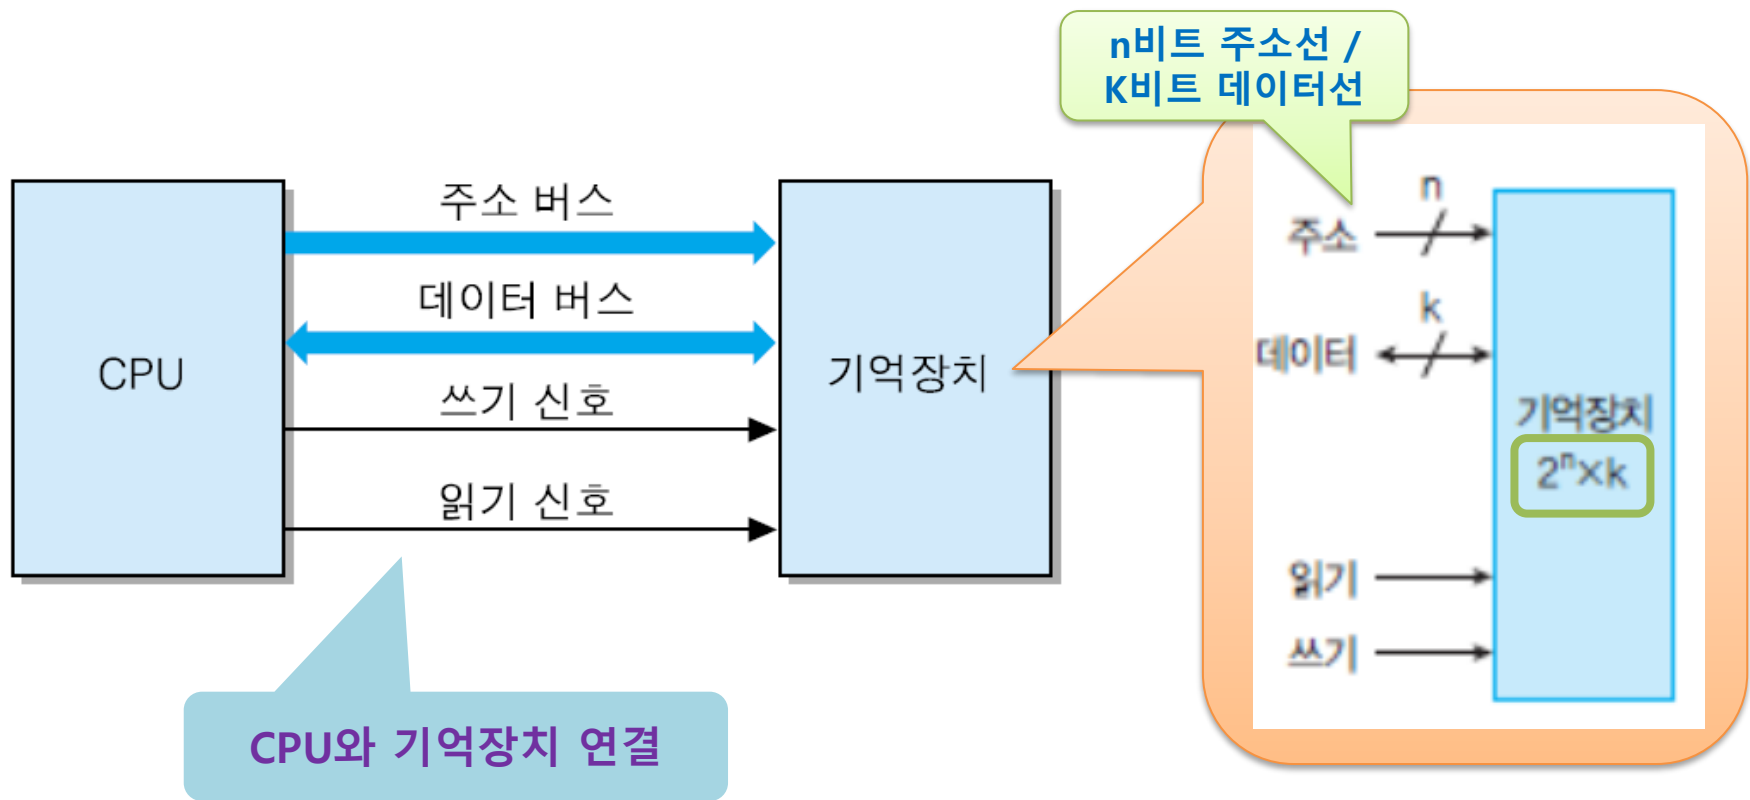 n비트 주소선 /
K비트 데이터선
주소 버스
데이터 버스
쓰기 신호
읽기 신호
CPU
기억장치
CPU와 기억장치 연결
n
주소
k
데이터
기억장치
2ⁿ×k
읽기
쓰기